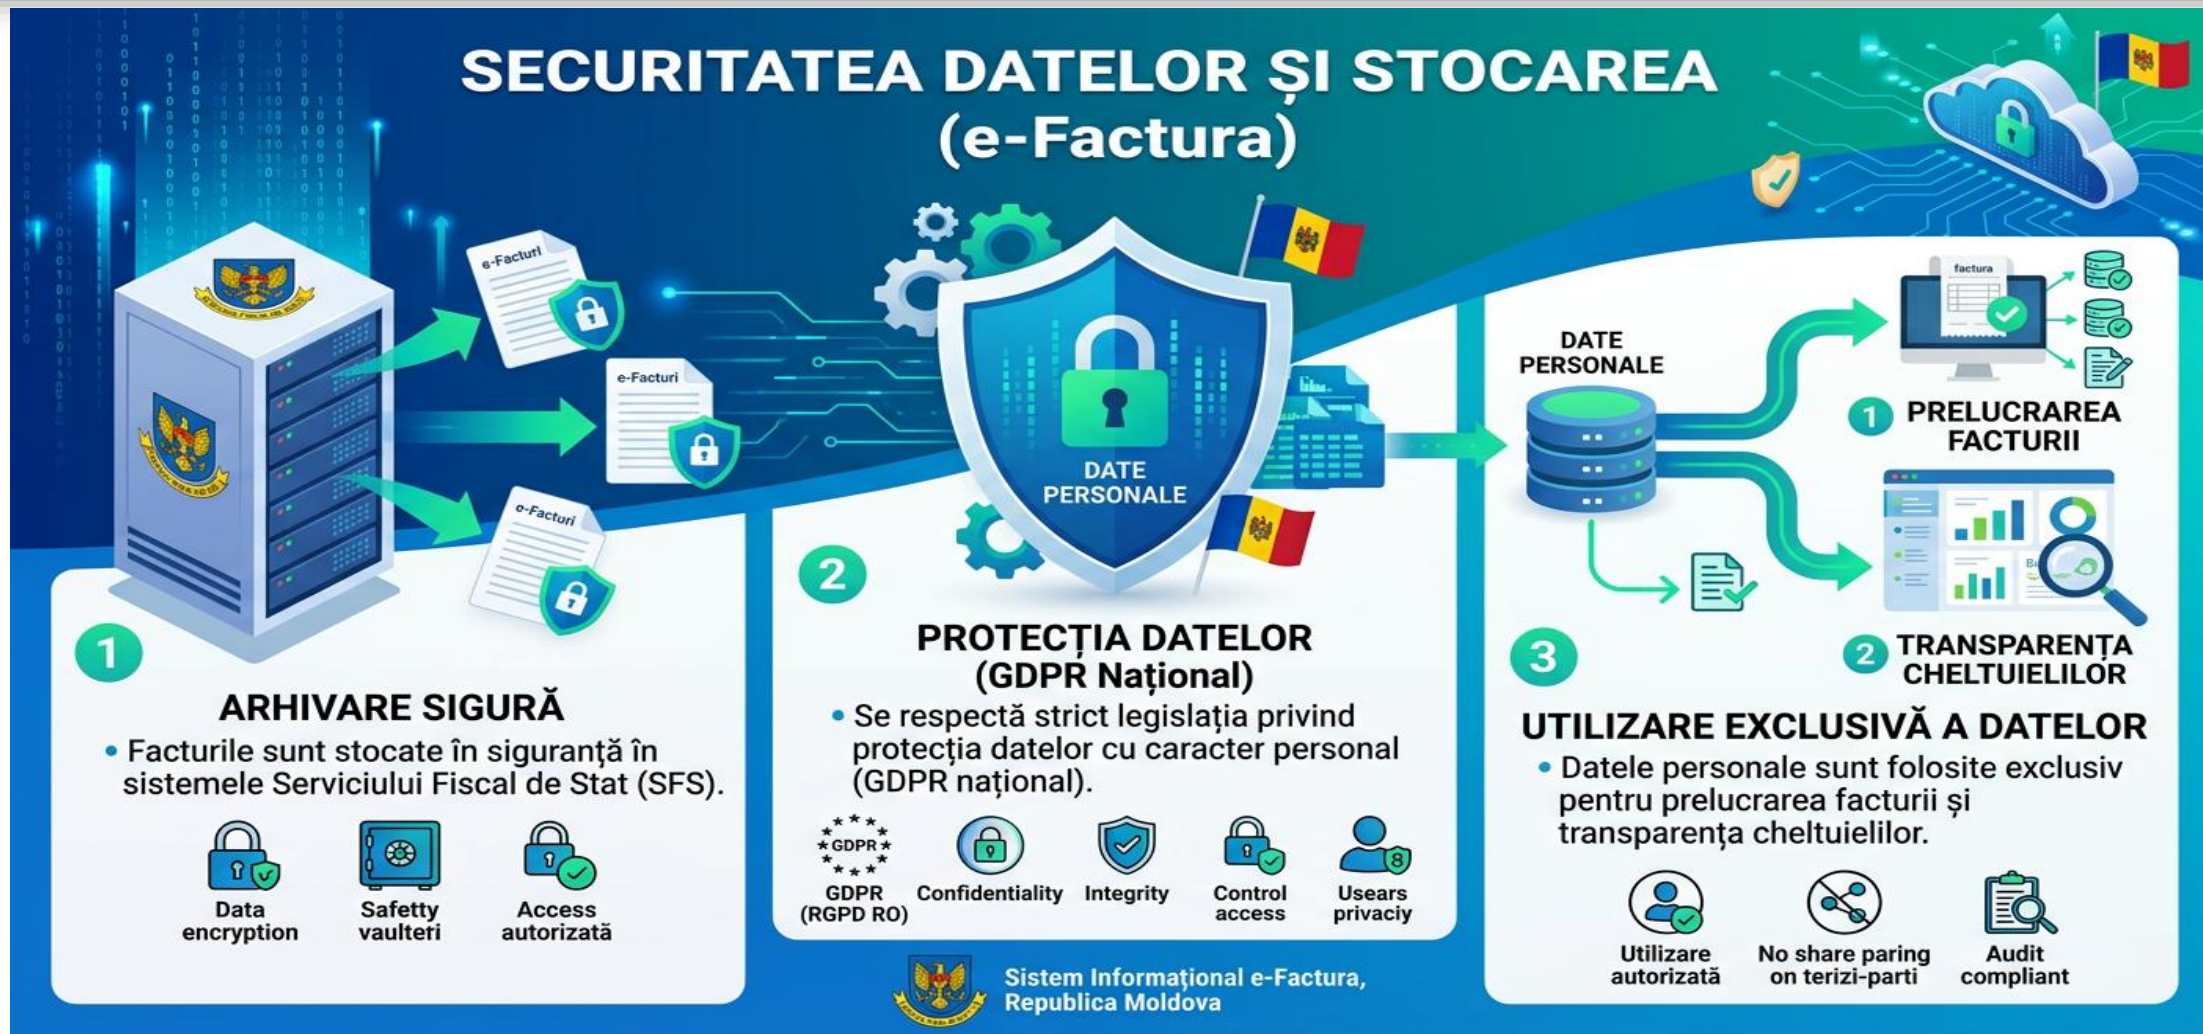 SECURITATEA DATELOR ȘI STOCAREA
(e-Factura)
e-Facturi
e-Facturi
e-Facturi
DATE
PERSONALE
DATE
PERSONALE
factura
1 PRELUCRAREA
FACTURII
2 TRANSPARENȚA
CHELTUIELILOR
1
ARHIVARE SIGURĂ
• Facturile sunt stocate în siguranță în
sistemele Serviciului Fiscal de Stat (SFS).
Data
encryption
Safetty
vaulteri
Access
autorizată
2
PROTECȚIA DATELOR
(GDPR Național)
• Se respectă strict legislația privind
protecția datelor cu caracter personal
(GDPR național).
GDPR
GDPR
(RGPD RO)
Confidentiality
Integrity
Control
access
8
Usears
privaciy
3
UTILIZARE EXCLUSIVĂ A DATELOR
• Datele personale sunt folosite exclusiv
pentru prelucrarea facturii și
transparența cheltuielilor.
Utilizare
autorizată
No share paring
on terizi-parti
Audit
compliant
Sistem Informațional e-Factura,
Republica Moldova